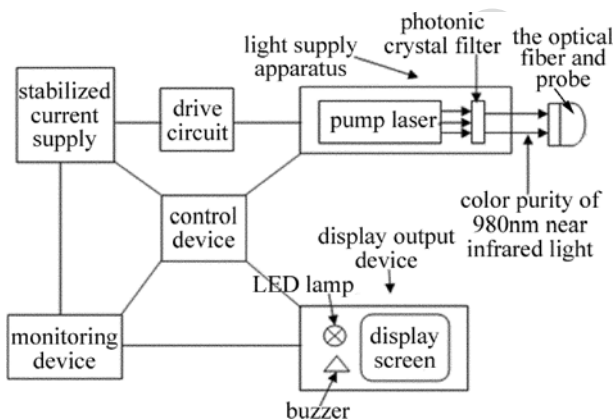 photonic
crystal filter
the optical
fiber and
probe
light supply
apparatus
stabilized
current
supply
drive
circuit
pump laser
color purity of
980nm near
infrared light
control
device
display output
device
LED lamp
monitoring
device
display
screen
buzzer